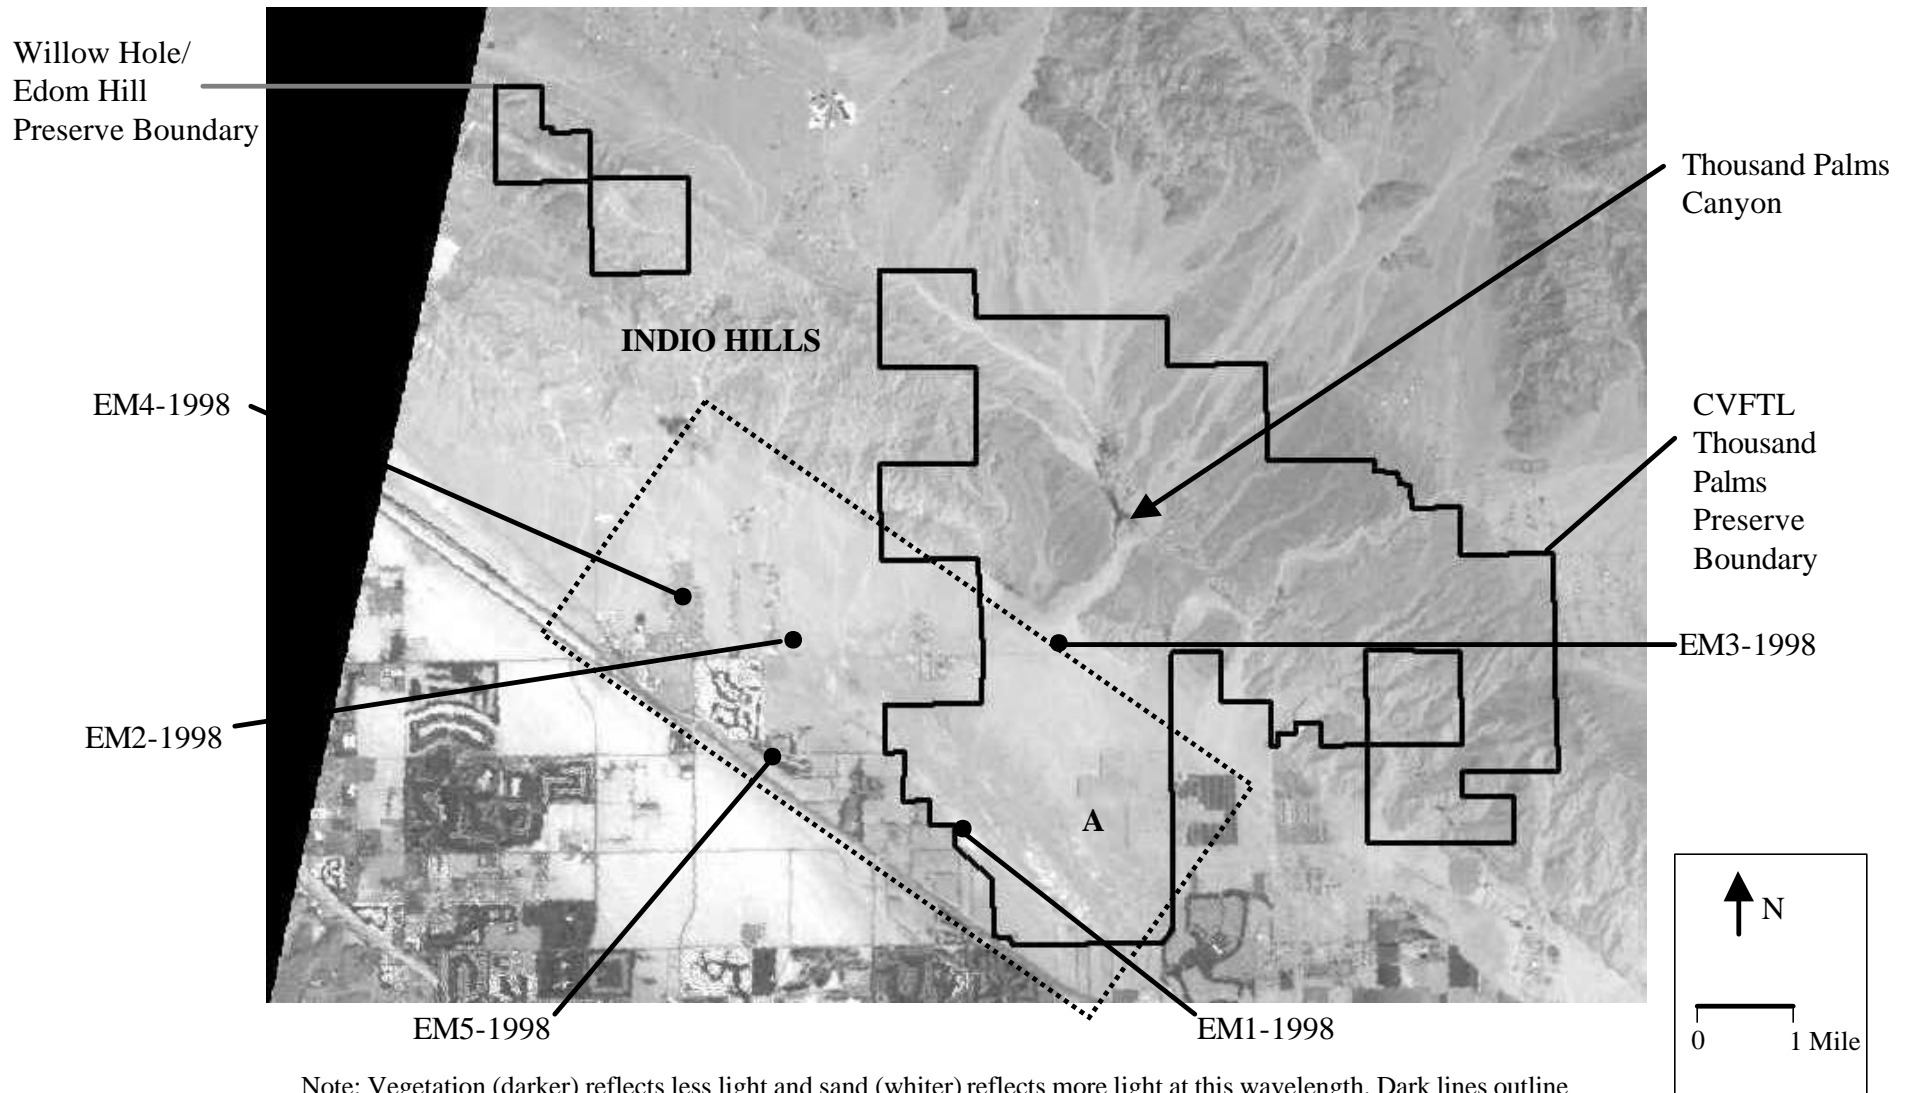 Willow Hole/
Edom Hill
Preserve Boundary
Thousand Palms
Canyon
INDIO HILLS
EM4-1998
CVFTL
Thousand
Palms
Preserve
Boundary
EM3-1998
EM2-1998
A
N
EM5-1998
EM1-1998
0 1 Mile
Note: Vegetation (darker) reflects less light and sand (whiter) reflects more light at this wavelength. Dark lines outline